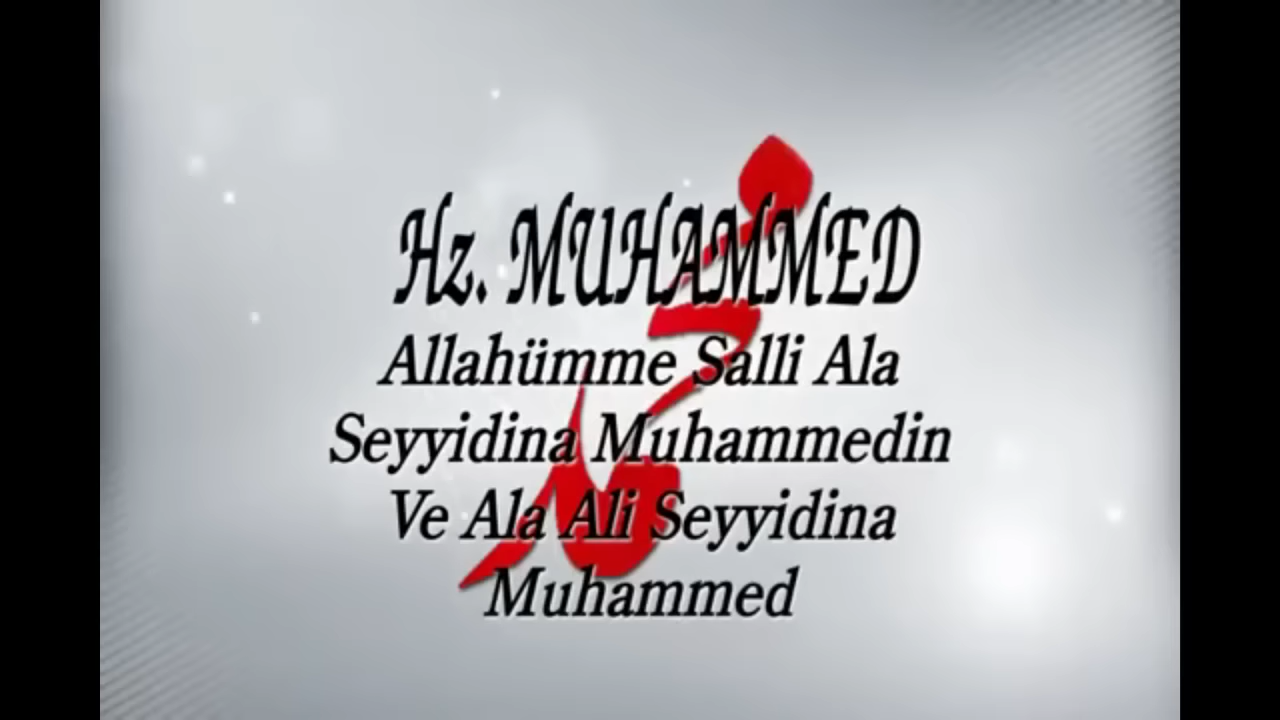 Hz. MUHAMMED
محمد
Allahümme Salli Ala
Seyyidina Muhammedin
Ve Ala Ali Seyyidina
Muhammed